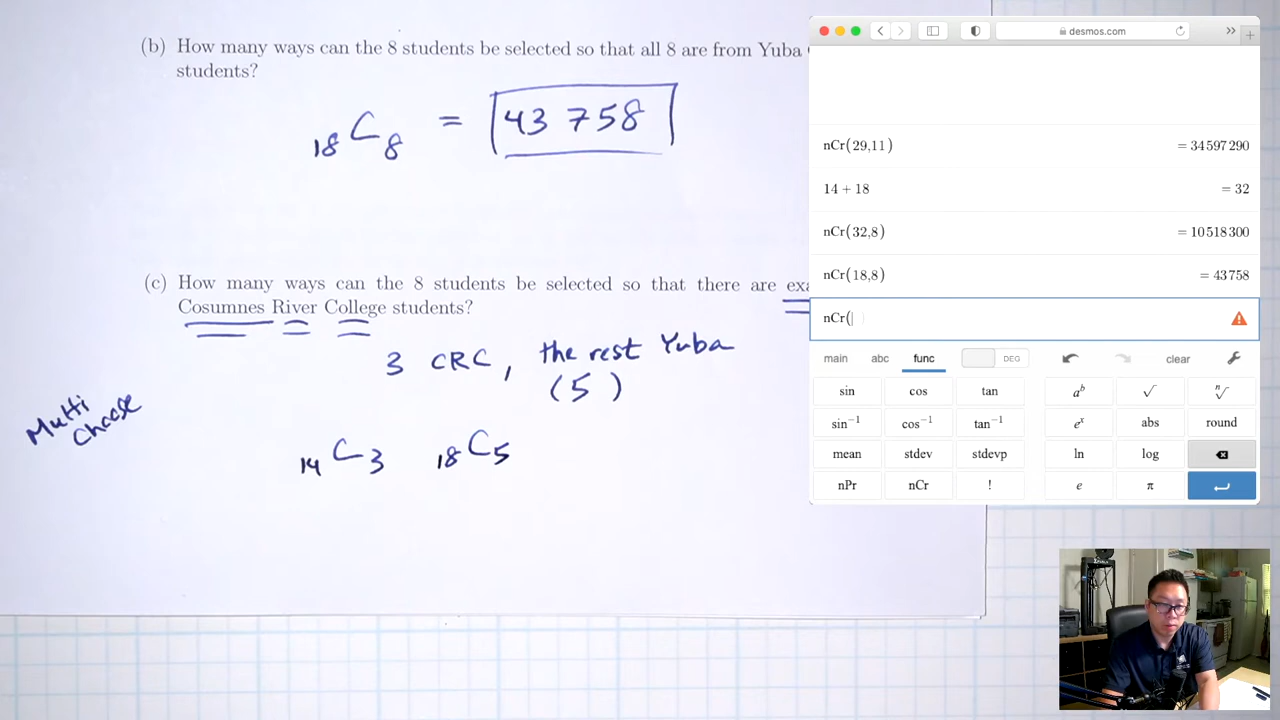 (b) How many ways can the 8 students be selected so that all 8 are from Yuba
students?
18C8 = 43 758
(c) How many ways can the 8 students be selected so that there are exa
Cosumnes River College students?
3 CRC, the rest Yuba
(5)
Multi
Choose
14C3 18C5
desmos.com
nCr(29,11) = 34597290
14 + 18 = 32
nCr(32,8) = 10518300
nCr(18,8) = 43758
nCr(
main abc func DEG clear
sin cos tan a^b √ ⁿ√
sin⁻¹ cos⁻¹ tan⁻¹ eˣ abs round
mean stdev stdevp ln log
nPr nCr ! e π